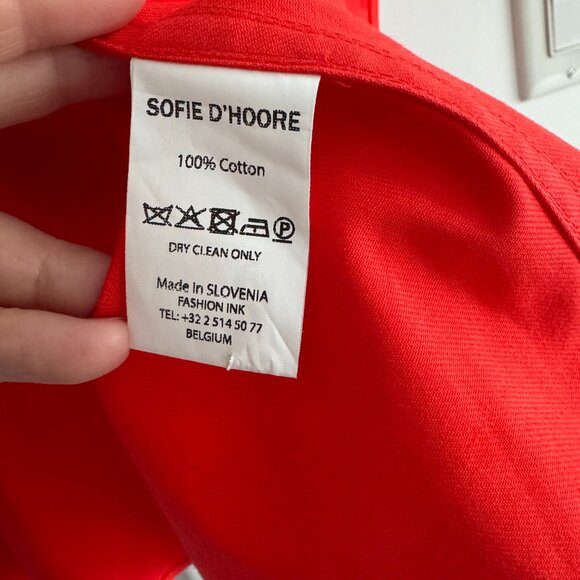 SOFIE D'HOORE
100% Cotton
P
DRY CLEAN ONLY
Made in SLOVENIA
FASHION INK
TEL: +32 2 514 50 77
BELGIUM